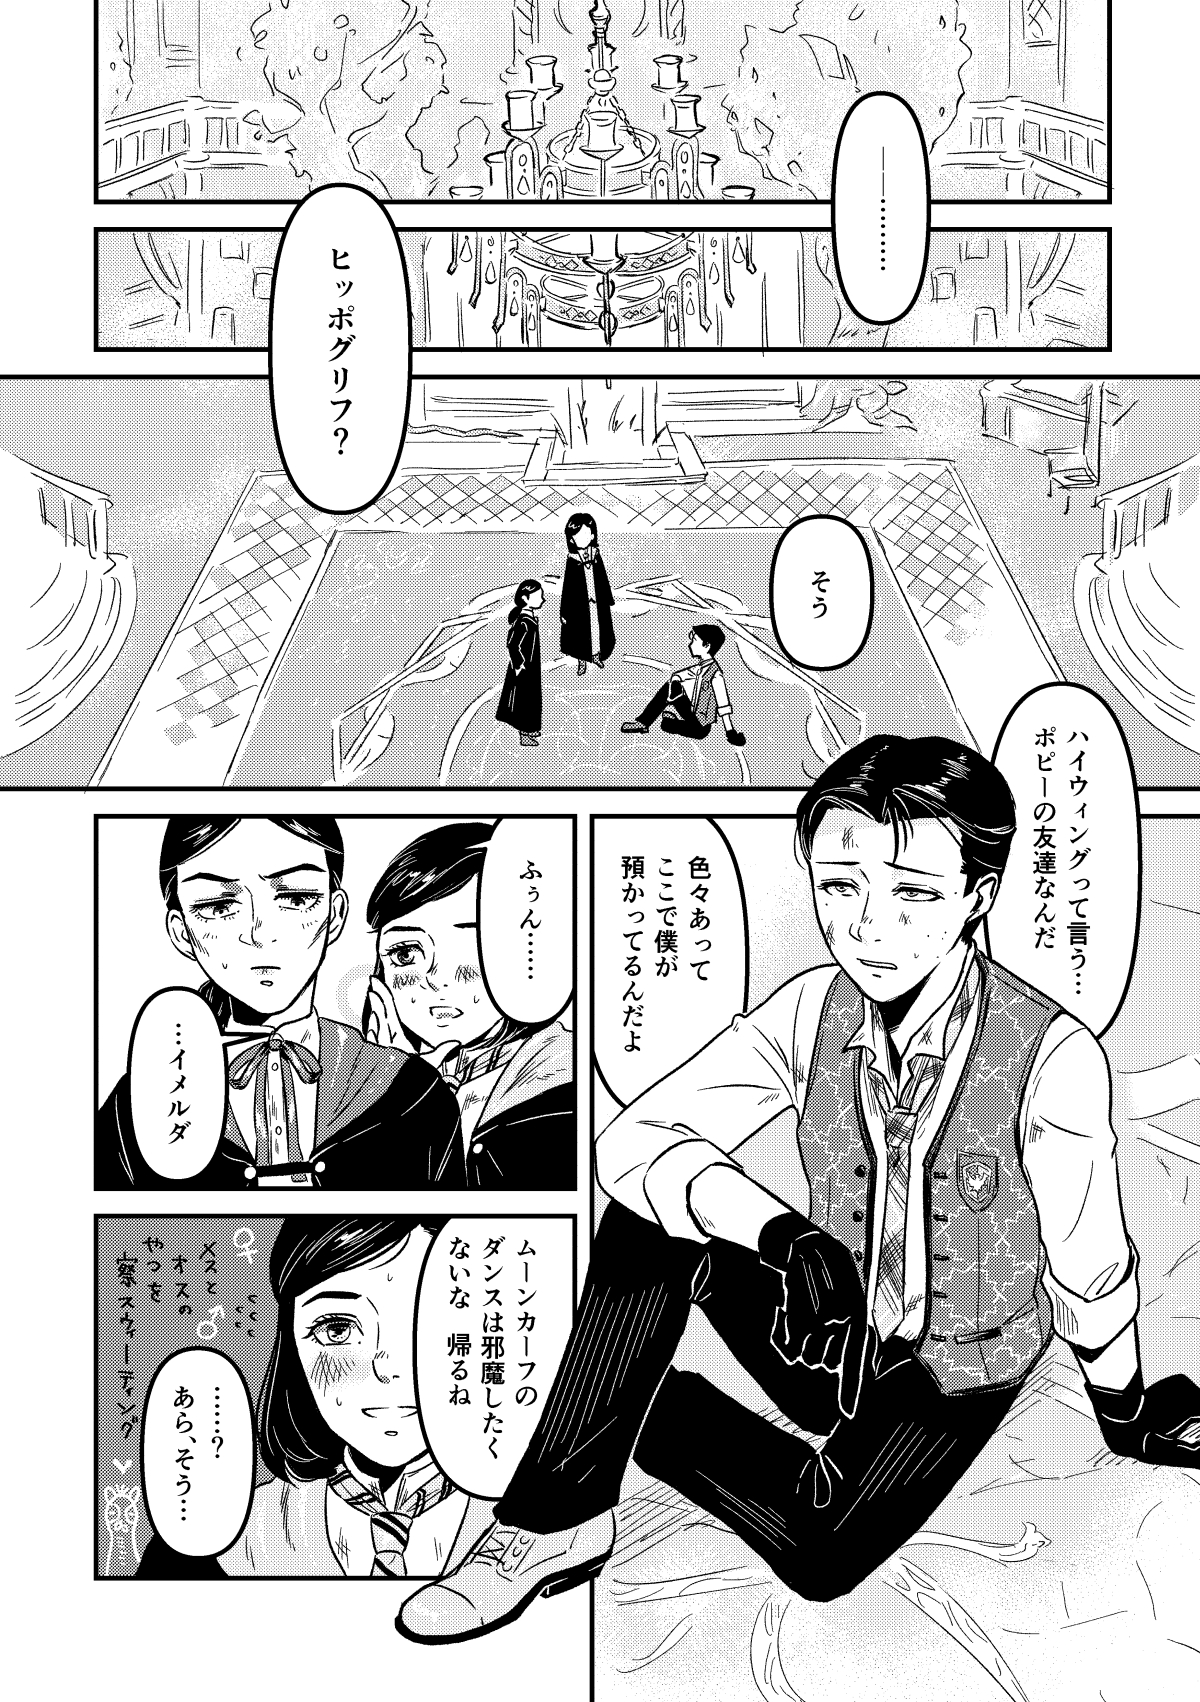 ―………
ヒッポグリフ？
そう
ハイウィングって言う…
ポピーの友達なんだ
色々あって
ここで僕が
預かってるんだよ
ふぅん……
…イメルダ
ムーンカーフの
ダンスは邪魔したく
ないな　帰るね
……？
あら、そう…
♀
メスと
オスの
♂
やつを
察スウィーティング